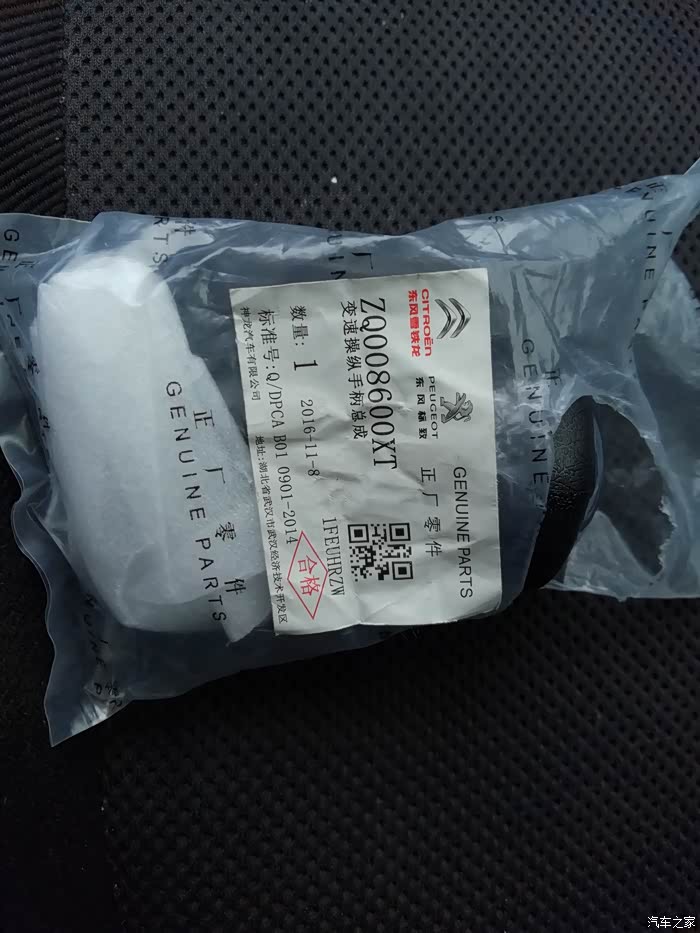 CITROËN
东风雪铁龙
PEUGEOT
东风标致
GENUINE PARTS
正厂零件
ZQ008600XT
变速操纵手柄总成
1FEUHRZW
数量: 1 2016-11-8
标准号:Q/DPCA B01 0901-2014
神龙汽车有限公司 地址:湖北省武汉市武汉经济技术开发区
合格
正厂零件
GENUINE PARTS
正
GENUINE
汽车之家